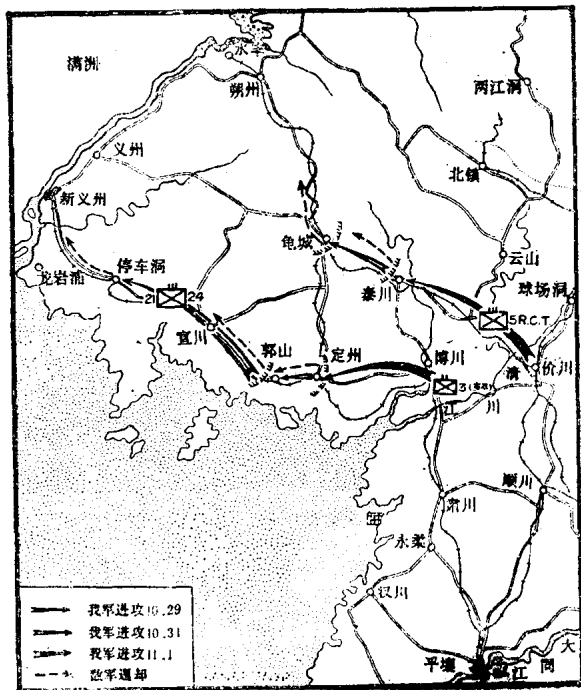 满洲
朔州
两江洞
义州
北镇
新义州
龟城
云山
龙岩浦
停车洞
泰川
球场洞
21
24
5R.C.T
宣川
郭山
定州
博川
清
价川
3
江
川
肃川
顺川
永柔
汉川
平壤
大
同
江
我军进攻10.29
我军进攻10.31
我军进攻11.1
敌军退却